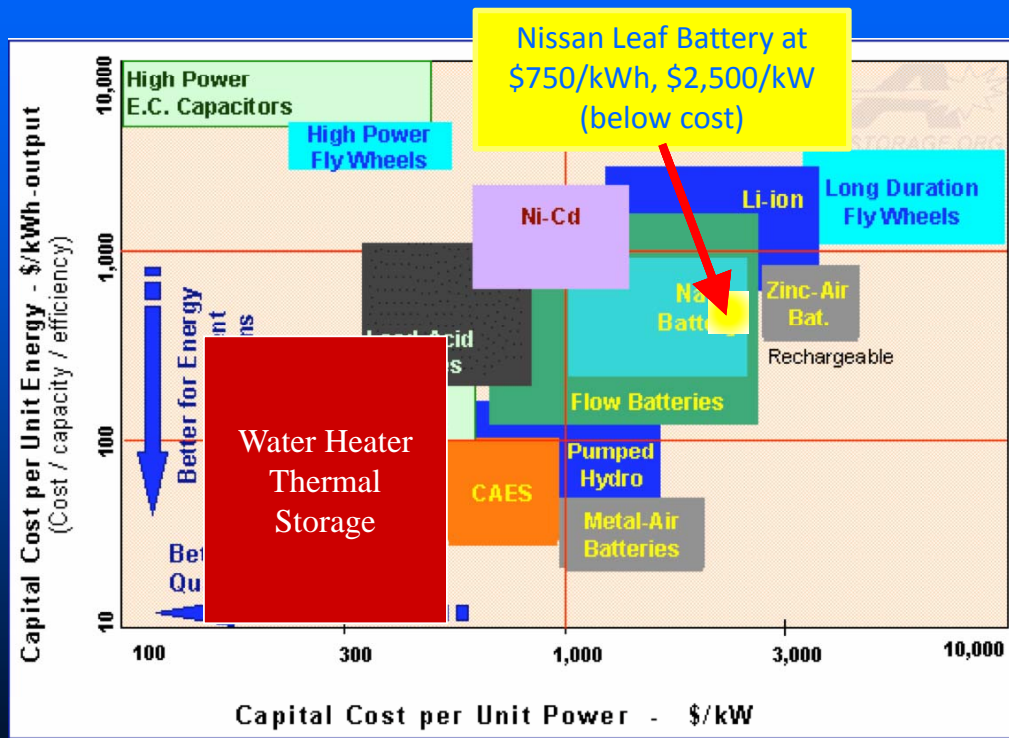 Nissan Leaf Battery at
$750/kWh, $2,500/kW
(below cost)
STORAGE.ORG
High Power
E.C. Capacitors
High Power
Fly Wheels
Li-ion
Long Duration
Fly Wheels
Ni-Cd
Zinc-Air
Bat.
Rechargeable
Flow Batteries
Water Heater
Thermal
Storage
Pumped
Hydro
CAES
Metal-Air
Batteries
Better for Energy
Capital Cost per Unit Energy - $/kWh-output
(Cost / capacity / efficiency)
10,000
1,000
100
10
100
300
1,000
3,000
10,000
Capital Cost per Unit Power - $/kW